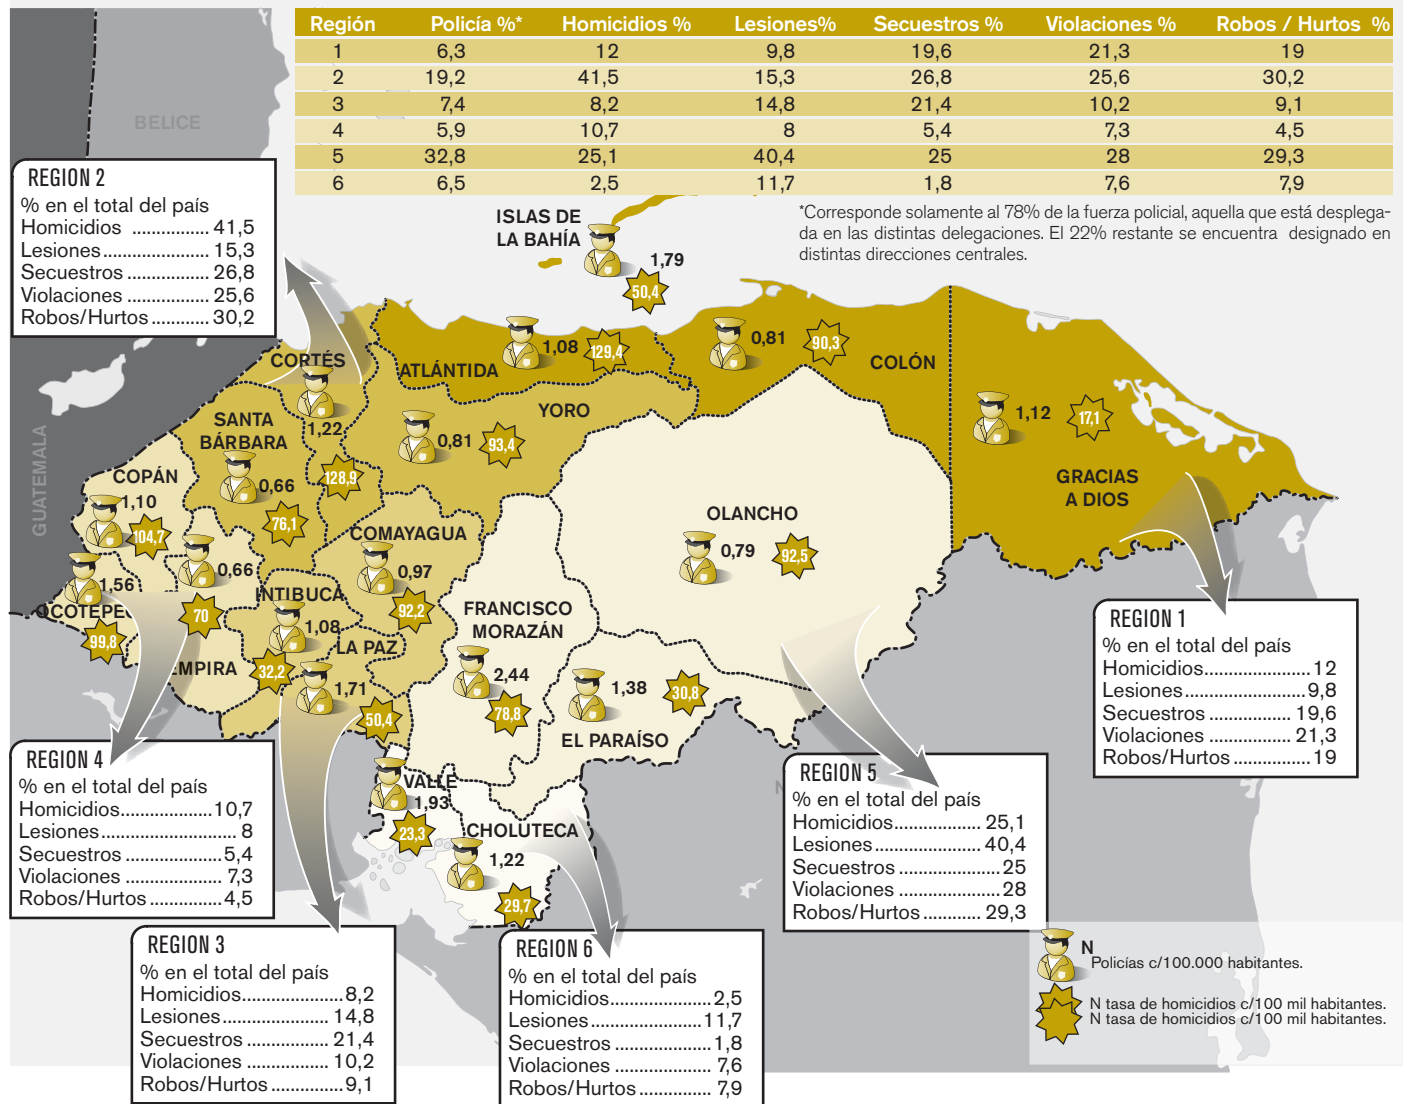 Región Policía %* Homicidios % Lesiones% Secuestros % Violaciones % Robos / Hurtos %
1 6,3 12 9,8 19,6 21,3 19
2 19,2 41,5 15,3 26,8 25,6 30,2
3 7,4 8,2 14,8 21,4 10,2 9,1
4 5,9 10,7 8 5,4 7,3 4,5
5 32,8 25,1 40,4 25 28 29,3
6 6,5 2,5 11,7 1,8 7,6 7,9
*Corresponde solamente al 78% de la fuerza policial, aquella que está desplega-
da en las distintas delegaciones. El 22% restante se encuentra designado en
distintas direcciones centrales.
BELICE
REGION 2
% en el total del país
Homicidios ............... 41,5
Lesiones...................... 15,3
Secuestros ................ 26,8
Violaciones ................ 25,6
Robos/Hurtos ............ 30,2
ISLAS DE
LA BAHÍA
1,79
50,4
CORTÉS
1,22
128,9
ATLÁNTIDA
1,08
129,4
0,81
90,3
COLÓN
YORO
0,81
93,4
SANTA
BÁRBARA
0,66
76,1
1,12
17,1
GRACIAS
A DIOS
GUATEMALA
COPÁN
1,10
104,7
OLANCHO
0,79
92,5
COMAYAGUA
0,97
92,2
0,66
70
EMPIRA
1,56
OCOTEPE
99,8
INTIBUCÁ
1,08
32,2
LA PAZ
1,71
50,4
FRANCISCO
MORAZÁN
2,44
78,8
1,38
30,8
EL PARAÍSO
VALLE
1,93
23,3
CHOLUTECA
1,22
29,7
N
REGION 1
% en el total del país
Homicidios.......................12
Lesiones.......................9,8
Secuestros ............... 19,6
Violaciones ................ 21,3
Robos/Hurtos ..............19
REGION 4
% en el total del país
Homicidios.................10,7
Lesiones......................... 8
Secuestros ..................5,4
Violaciones ..................7,3
Robos/Hurtos ..............4,5
REGION 5
% en el total del país
Homicidios.................. 25,1
Lesiones...................... 40,4
Secuestros ...................25
Violaciones ...................28
Robos/Hurtos ........... 29,3
REGION 3
% en el total del país
Homicidios...................8,2
Lesiones.................... 14,8
Secuestros ............... 21,4
Violaciones ............... 10,2
Robos/Hurtos .............9,1
REGION 6
% en el total del país
Homicidios...................2,5
Lesiones.....................11,7
Secuestros ..................1,8
Violaciones ................. 7,6
Robos/Hurtos .............. 7,9
N
Policías c/100.000 habitantes.
N tasa de homicidios c/100 mil habitantes.
N tasa de homicidios c/100 mil habitantes.